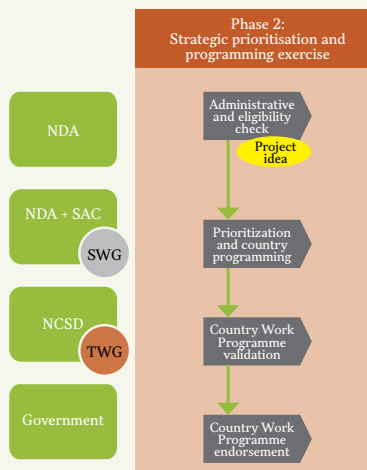 Phase 2:
Strategic prioritisation and
programming exercise
NDA
Administrative
and eligibility
check
Project
idea
NDA + SAC
SWG
Prioritization
and country
programming
NCSD
TWG
Country Work
Programme
validation
Government
Country Work
Programme
endorsement